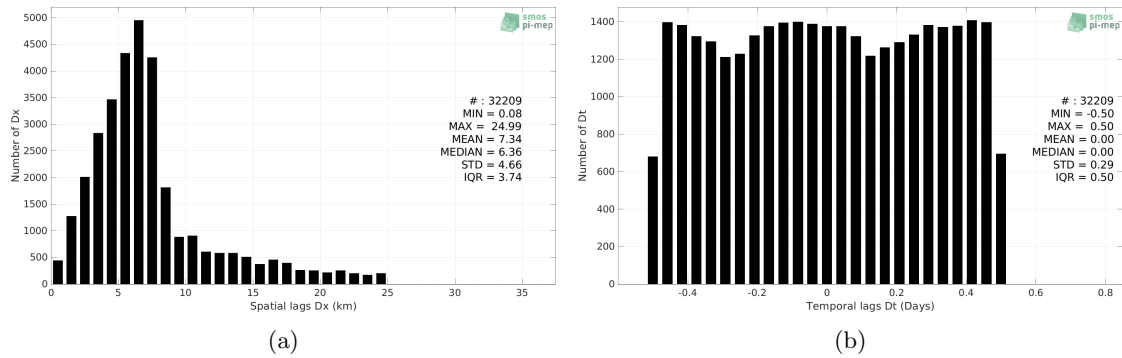 smos
pi-mep
5000
4500
4000
3500
3000
2500
2000
1500
1000
500
0
Number of Dx
# : 32209
MIN = 0.08
MAX = 24.99
MEAN = 7.34
MEDIAN = 6.36
STD = 4.66
IQR = 3.74
0 5 10 15 20 25 30 35
Spatial lags Dx (km)
(a)
smos
pi-mep
1400
1200
1000
800
600
400
200
0
Number of Dt
# : 32209
MIN = -0.50
MAX = 0.50
MEAN = 0.00
MEDIAN = 0.00
STD = 0.29
IQR = 0.50
-0.4 -0.2 0 0.2 0.4 0.6 0.8
Temporal lags Dt (Days)
(b)